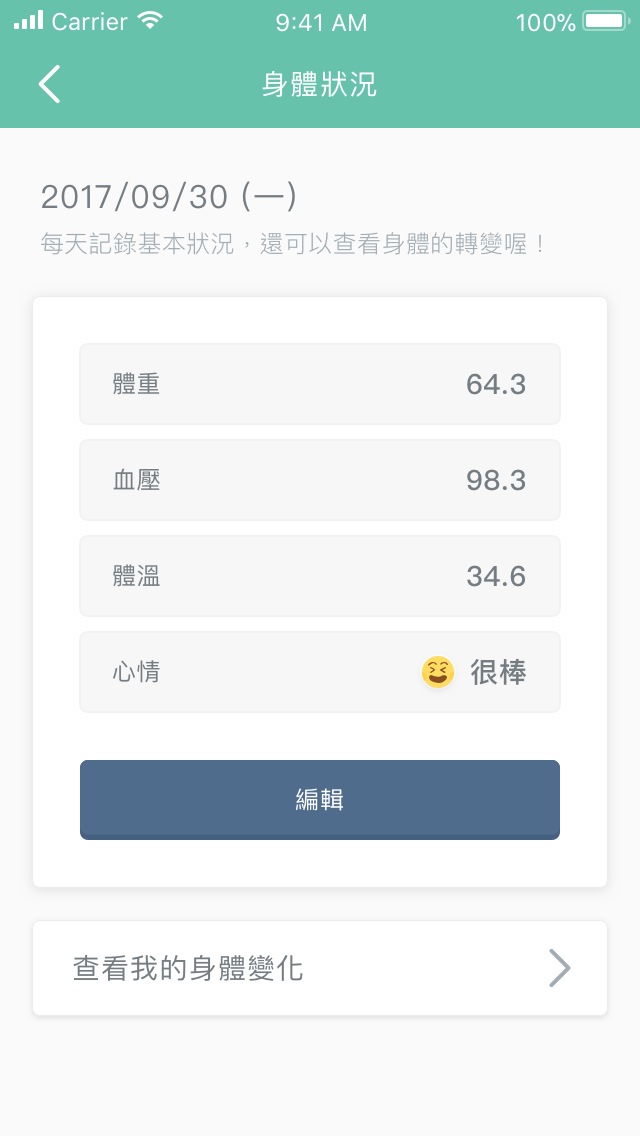 Carrier 9:41 AM 100%
身體狀況
2017/09/30 (一)
每天記錄基本狀況，還可以查看身體的轉變喔！
體重 64.3
血壓 98.3
體溫 34.6
心情 很棒
編輯
查看我的身體變化